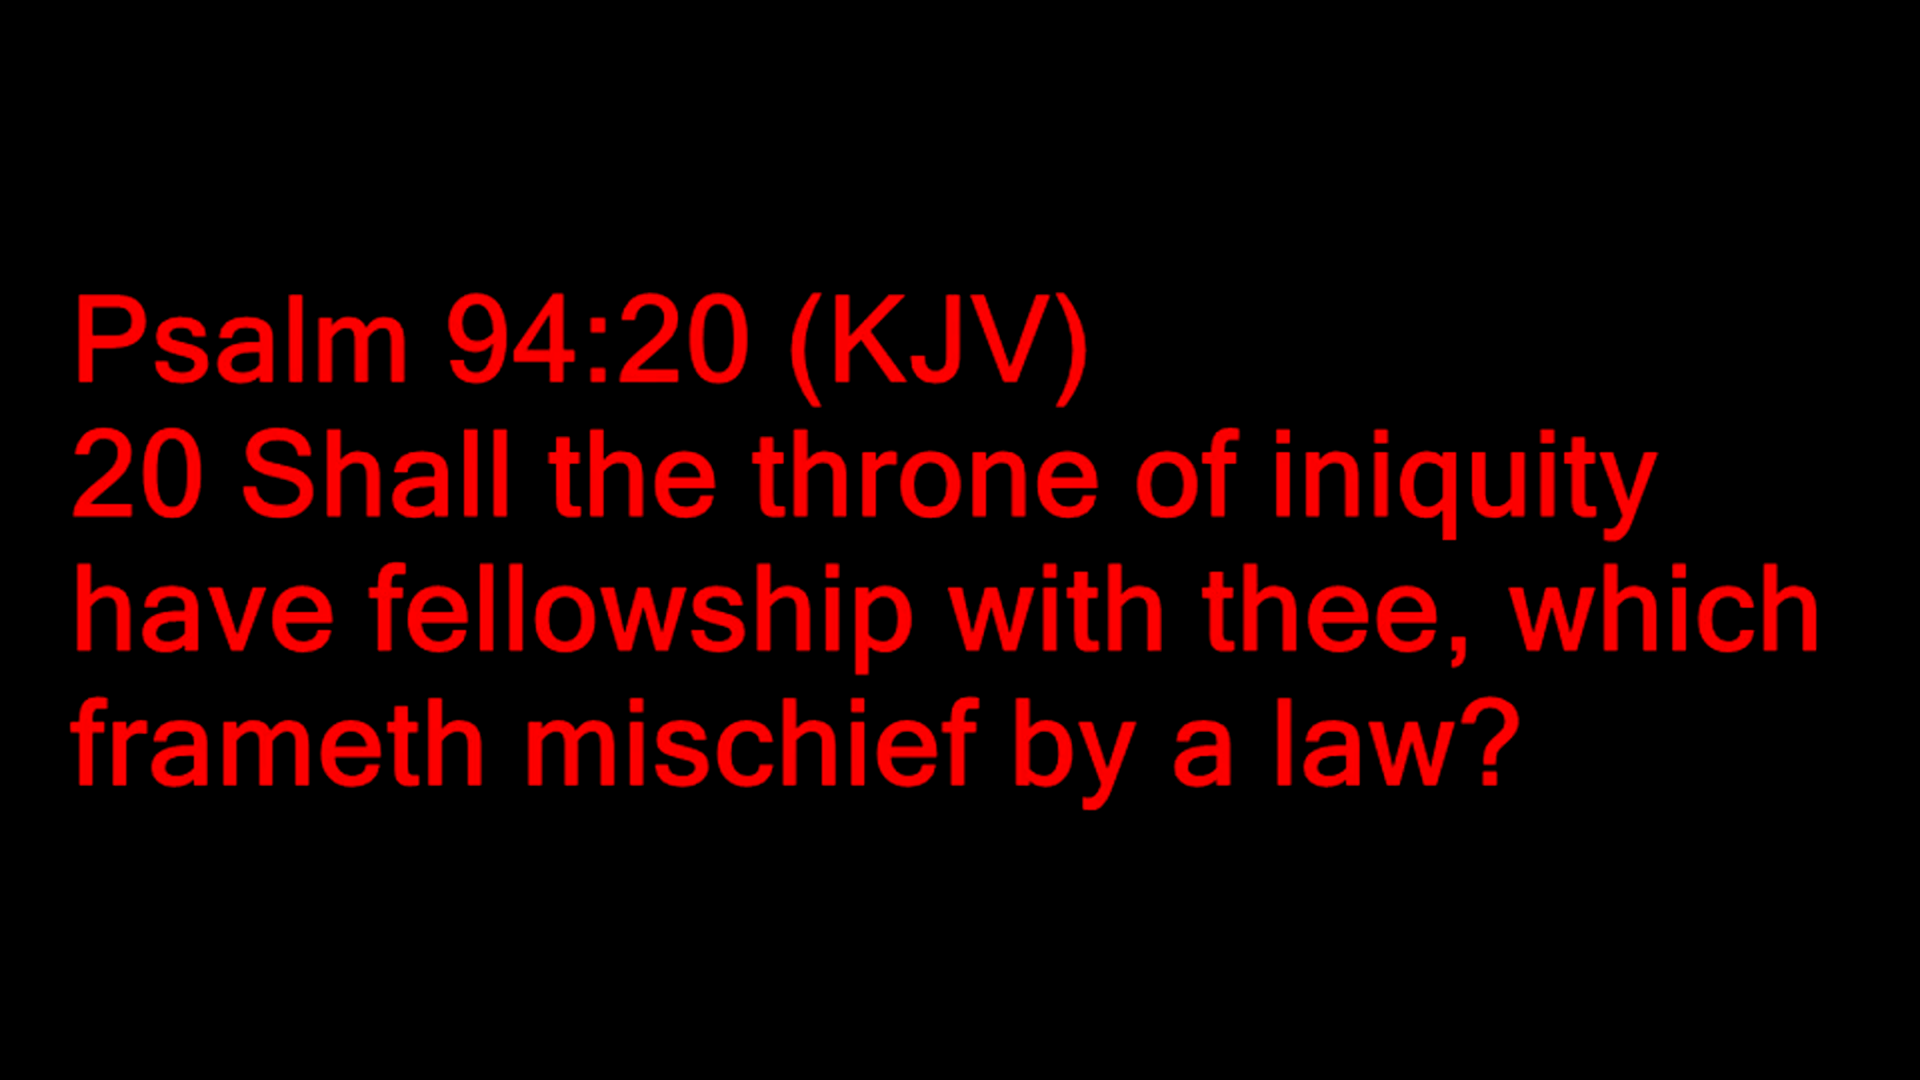 Psalm 94:20 (KJV)
20 Shall the throne of iniquity
have fellowship with thee, which
frameth mischief by a law?